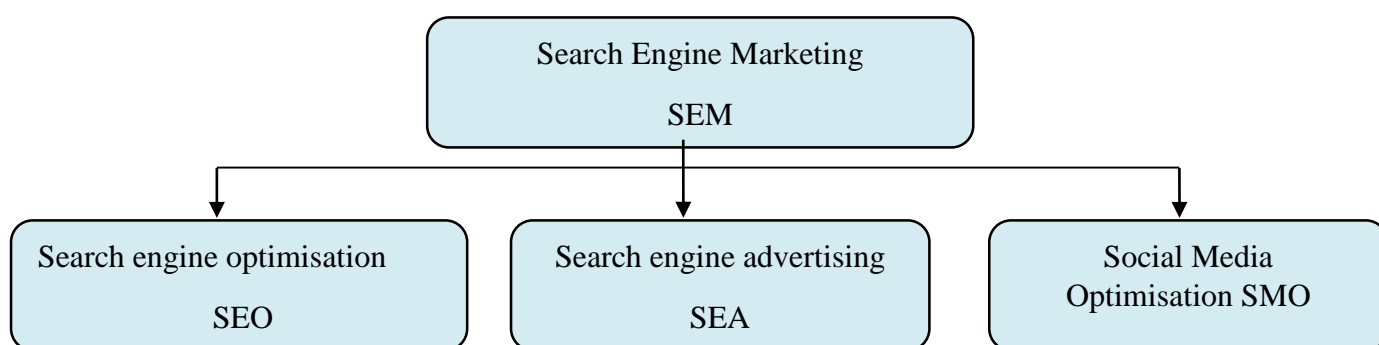 Search Engine Marketing
SEM
Search engine optimisation
SEO
Search engine advertising
SEA
Social Media
Optimisation SMO